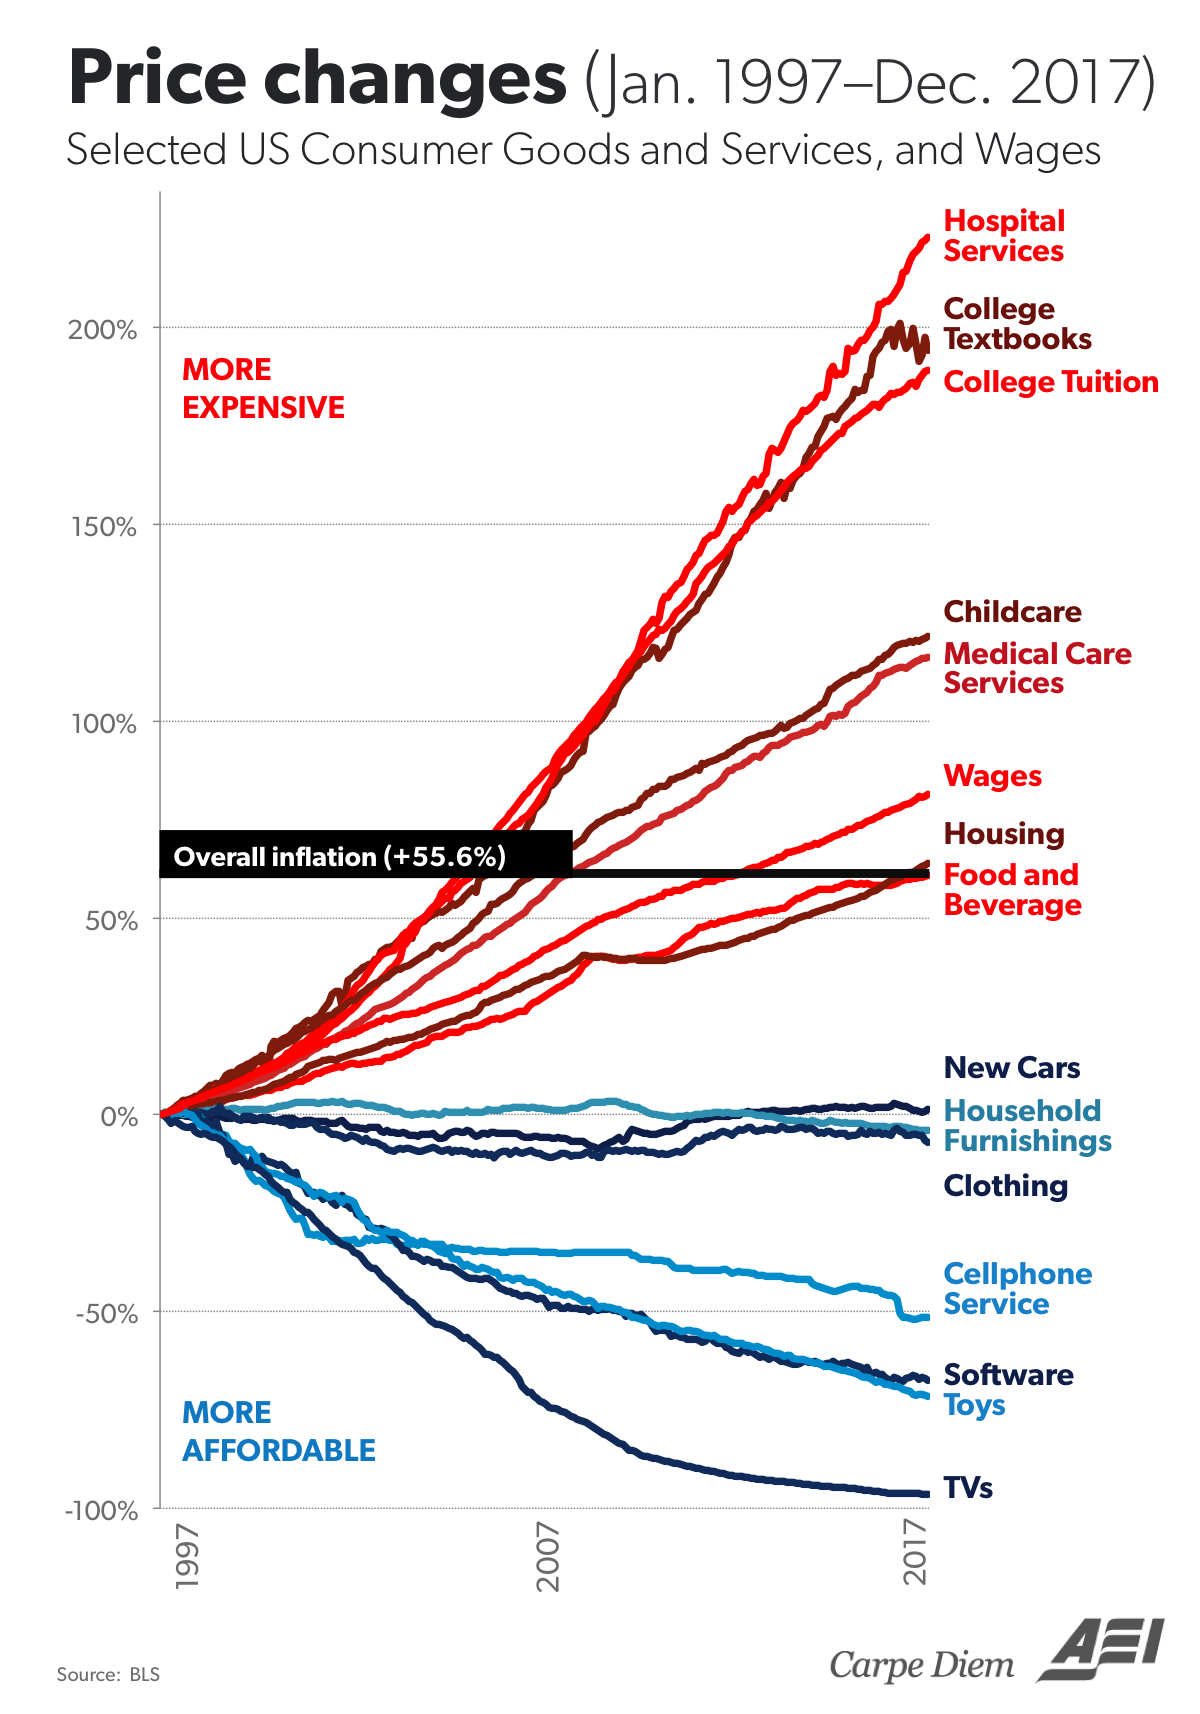 Price changes (Jan. 1997–Dec. 2017)
Selected US Consumer Goods and Services, and Wages
Hospital
Services
College
Textbooks
College Tuition
200%
MORE
EXPENSIVE
150%
Childcare
Medical Care
Services
100%
Wages
Housing
Overall inflation (+55.6%)
Food and
Beverage
50%
New Cars
0%
Household
Furnishings
Clothing
Cellphone
Service
-50%
Software
Toys
MORE
AFFORDABLE
TVs
-100%
1997
2007
2017
Source: BLS
Carpe Diem
AEI